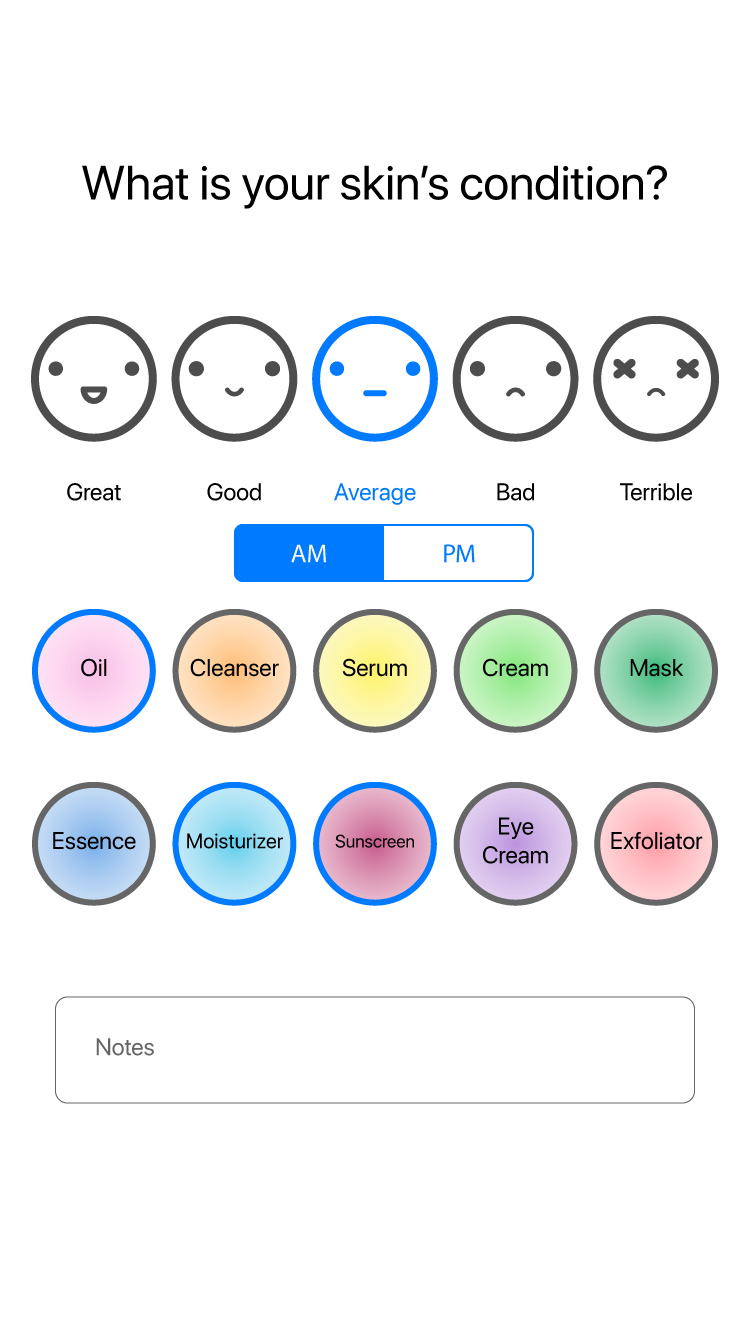 What is your skin’s condition?
Great Good Average Bad Terrible
AM PM
Oil Cleanser Serum Cream Mask
Essence Moisturizer Sunscreen Eye Cream Exfoliator
Notes